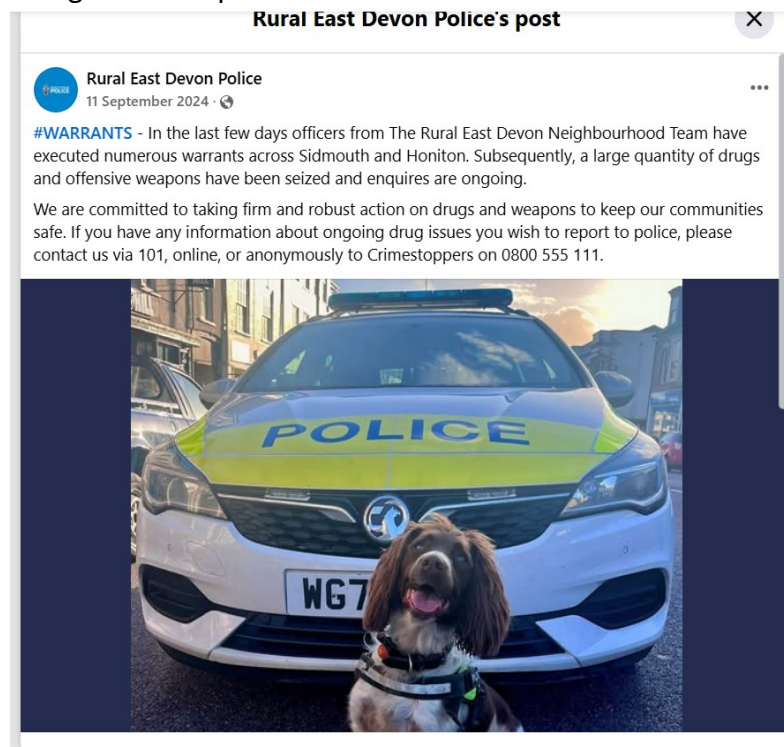 Rural East Devon Police's post
Rural East Devon Police
11 September 2024 ·
#WARRANTS - In the last few days officers from The Rural East Devon Neighbourhood Team have
executed numerous warrants across Sidmouth and Honiton. Subsequently, a large quantity of drugs
and offensive weapons have been seized and enquires are ongoing.
We are committed to taking firm and robust action on drugs and weapons to keep our communities
safe. If you have any information about ongoing drug issues you wish to report to police, please
contact us via 101, online, or anonymously to Crimestoppers on 0800 555 111.
POLICE
WG7